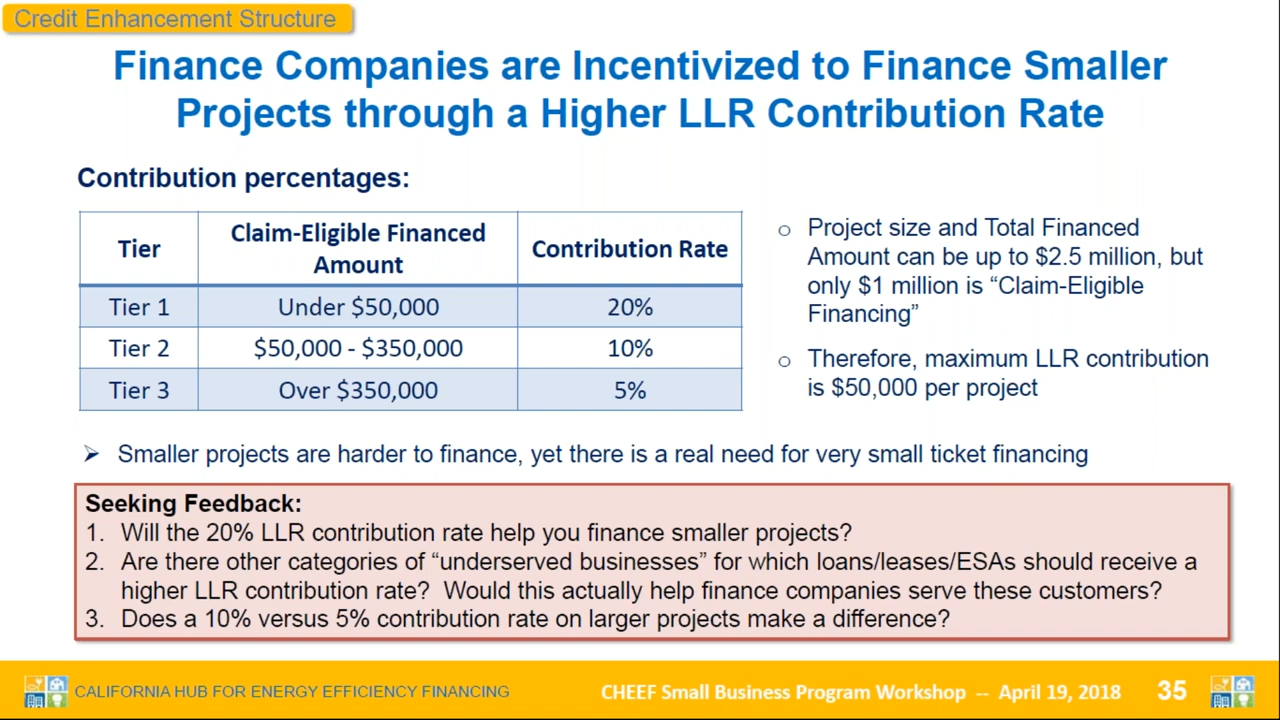 Credit Enhancement Structure
Finance Companies are Incentivized to Finance Smaller
Projects through a Higher LLR Contribution Rate
Contribution percentages:
Tier
Claim-Eligible Financed
Amount
Contribution Rate
Tier 1
Under $50,000
20%
Tier 2
$50,000 - $350,000
10%
Tier 3
Over $350,000
5%
o Project size and Total Financed
Amount can be up to $2.5 million, but
only $1 million is “Claim-Eligible
Financing”
o Therefore, maximum LLR contribution
is $50,000 per project
➢ Smaller projects are harder to finance, yet there is a real need for very small ticket financing
Seeking Feedback:
1. Will the 20% LLR contribution rate help you finance smaller projects?
2. Are there other categories of “underserved businesses” for which loans/leases/ESAs should receive a
higher LLR contribution rate? Would this actually help finance companies serve these customers?
3. Does a 10% versus 5% contribution rate on larger projects make a difference?
CALIFORNIA HUB FOR ENERGY EFFICIENCY FINANCING
CHEEF Small Business Program Workshop -- April 19, 2018
35